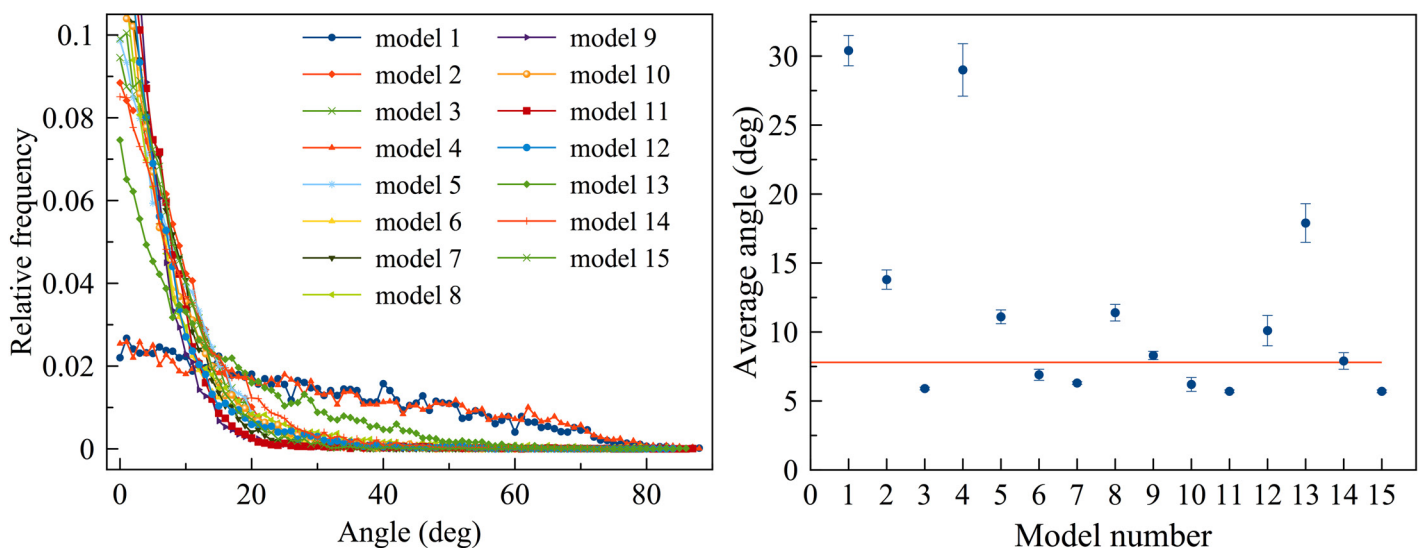 0.1
0.08
0.06
0.04
0.02
0
Relative frequency
0 20 40 60 80
Angle (deg)
model 1
model 2
model 3
model 4
model 5
model 6
model 7
model 8
model 9
model 10
model 11
model 12
model 13
model 14
model 15
30
25
20
15
10
5
0
Average angle (deg)
0 1 2 3 4 5 6 7 8 9 10 11 12 13 14 15
Model number